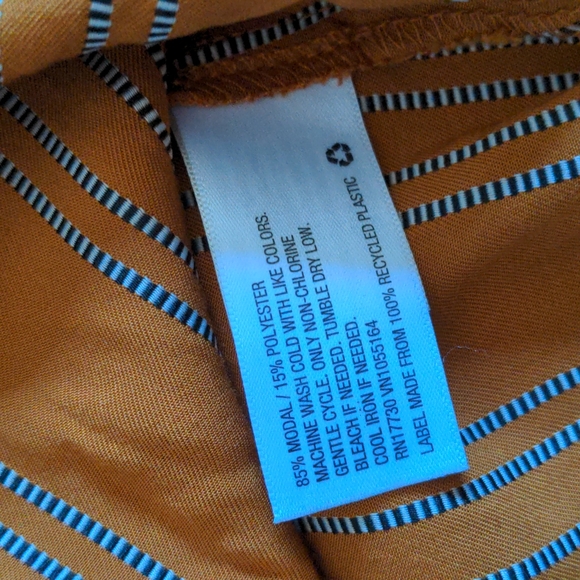 85% MODAL / 15% POLYESTER
MACHINE WASH COLD WITH LIKE COLORS.
GENTLE CYCLE. ONLY NON-CHLORINE
BLEACH IF NEEDED. TUMBLE DRY LOW.
COOL IRON IF NEEDED.
RN17730 VN1055164
LABEL MADE FROM 100% RECYCLED PLASTIC